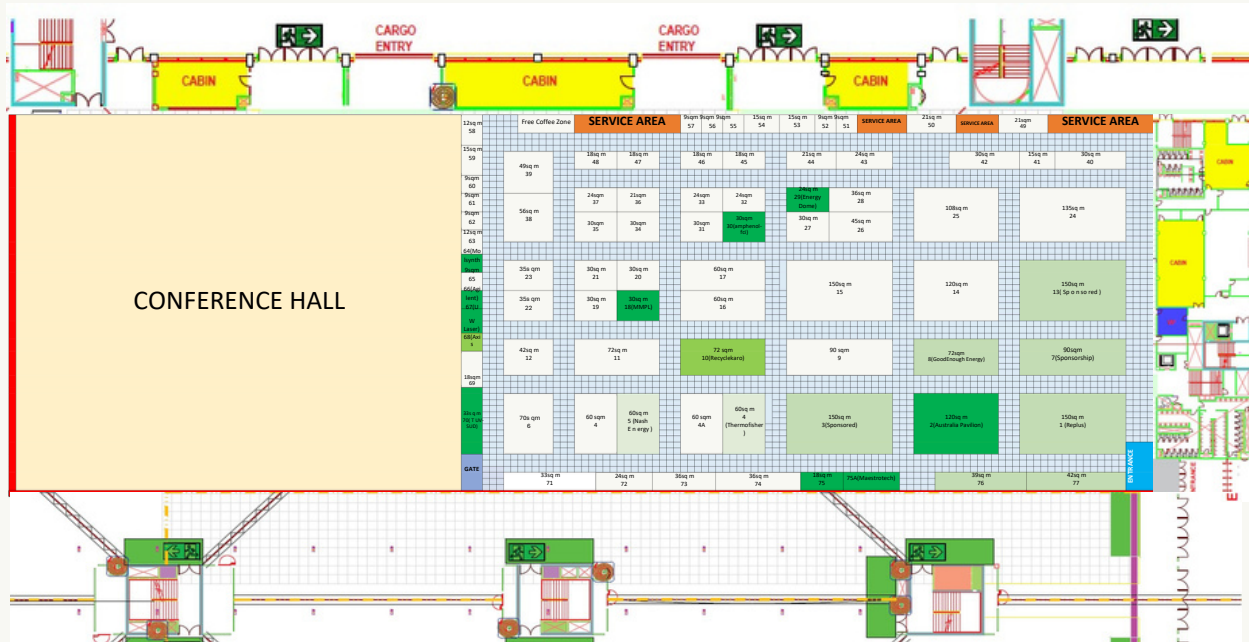 CARGO
ENTRY
CARGO
ENTRY
CABIN
CABIN
CABIN
CABIN
CABIN
12sq m
58
Free Coffee Zone
SERVICE AREA
9sqm 9sqm 9sqm
57 56 55
15sq m
54
15sq m
53
9sqm 9sqm
52 51
SERVICE AREA
21sq m
50
SERVICE AREA
21sqm
49
SERVICE AREA
15sq m
59
9sqm
60
9sqm
61
9sqm
62
12sq m
63
49sq m
39
18sq m
48
18sq m
47
18sq m
46
18sq m
45
21sq m
44
24sq m
43
30sq m
42
15sq m
41
30sq m
40
56sq m
38
24sqm
37
21sqm
36
24sqm
33
24sqm
32
24sq m
29(Energy
Dome)
36sq m
28
108sq m
25
135sq m
24
30sqm
35
30sqm
34
30sqm
31
30sqm
30sq m
27
45sq m
26
CONFERENCE HALL
9sqm
65
35s qm
23
30sq m
21
30sq m
20
60sq m
17
150sq m
15
120sq m
14
150sq m
13( Sp o n so red )
35s qm
22
30sq m
19
30sq m
18(MMPL)
60sq m
16
W
Laser)
42sq m
12
72sq m
11
72 sqm
10(Recyclekaro)
90 sqm
9
72sqm
8(GoodEnough Energy)
90sqm
7(Sponsorship)
18sqm
69
70s qm
6
60 sqm
4
60sq m
5 (Nash
E n ergy )
60 sqm
4A
60sq m
4
(Thermofisher
)
150sq m
3(Sponsored)
120sq m
2(Australia Pavilion)
150sq m
1 (Replus)
GATE
33sq m
71
24sq m
72
36sq m
73
36sq m
74
18sq m
75
75A(Maestrotech)
39sq m
76
42sq m
77
ENTRANCE